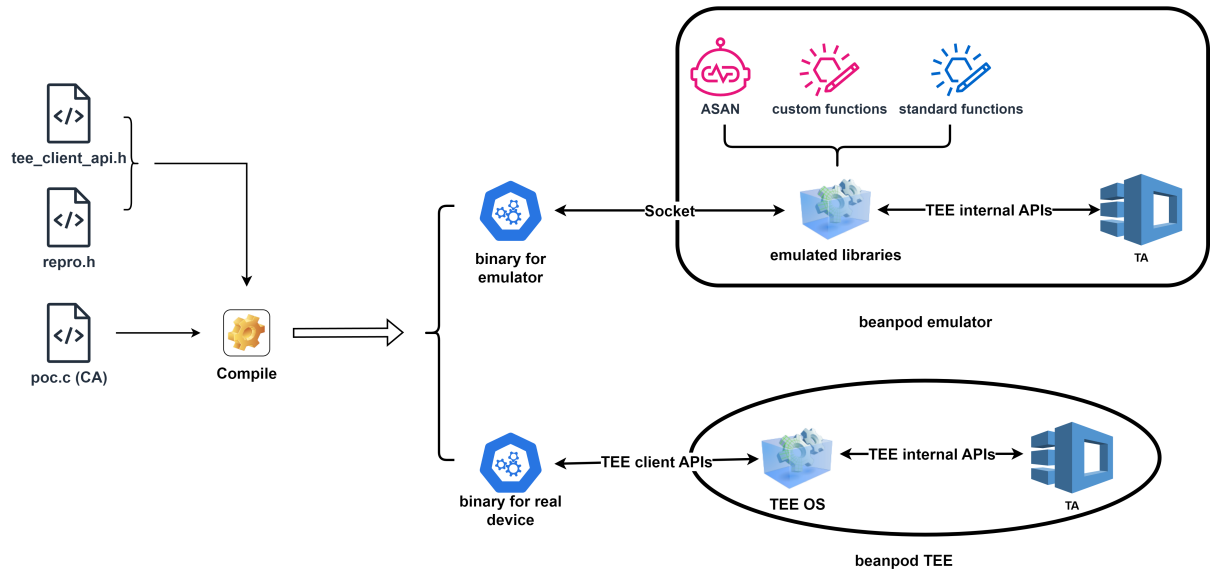 tee_client_api.h
repro.h
poc.c (CA)
Compile
binary for
emulator
Socket
ASAN
custom functions
standard functions
emulated libraries
TEE internal APIs
TA
beanpod emulator
binary for real
device
TEE client APIs
TEE OS
TEE internal APIs
TA
beanpod TEE